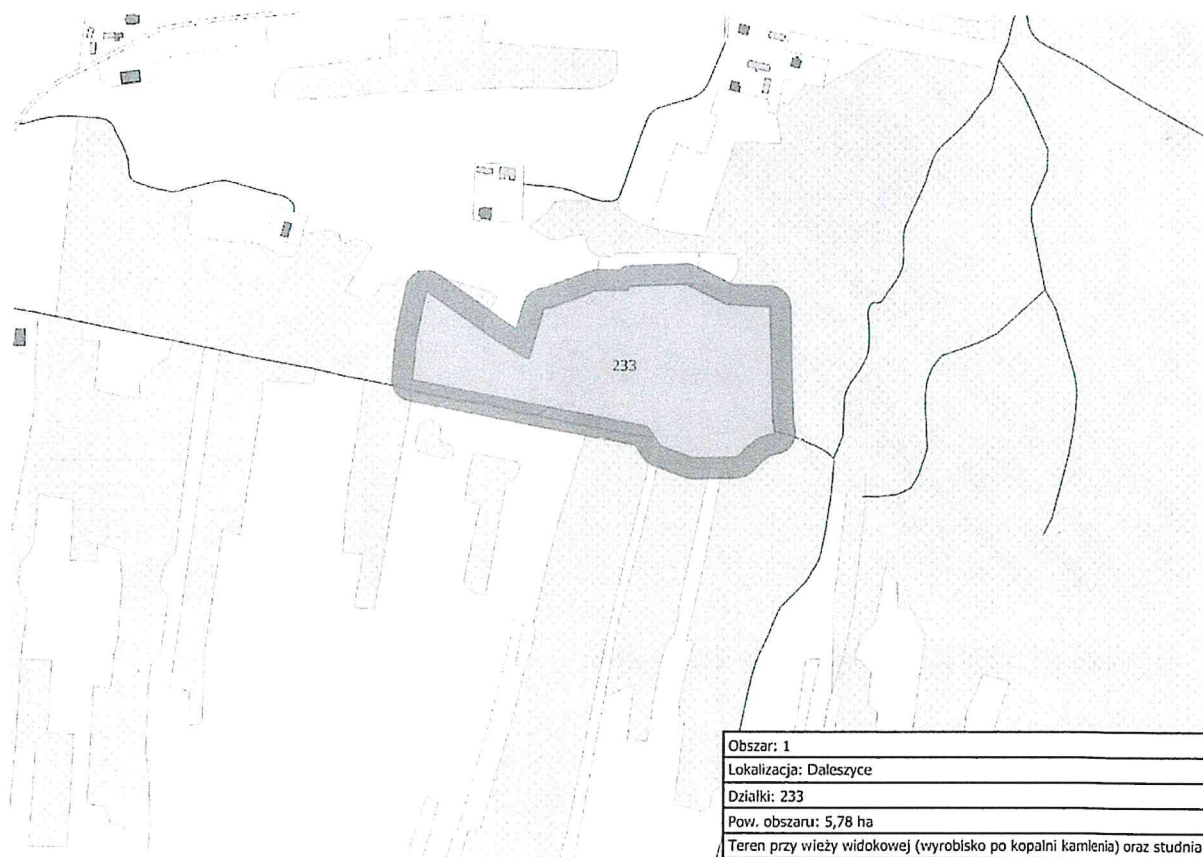 233
Obszar: 1
Lokalizacja: Daleszyce
Działki: 233
Pow. obszaru: 5,78 ha
Teren przy wieży widokowej (wyrobisko po kopalni kamienia) oraz studnia